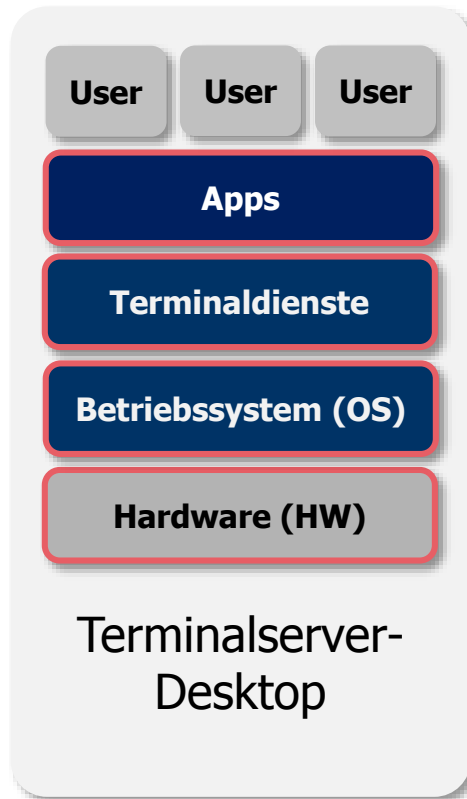 User User User
Apps
Terminaldienste
Betriebssystem (OS)
Hardware (HW)
Terminalserver-
Desktop